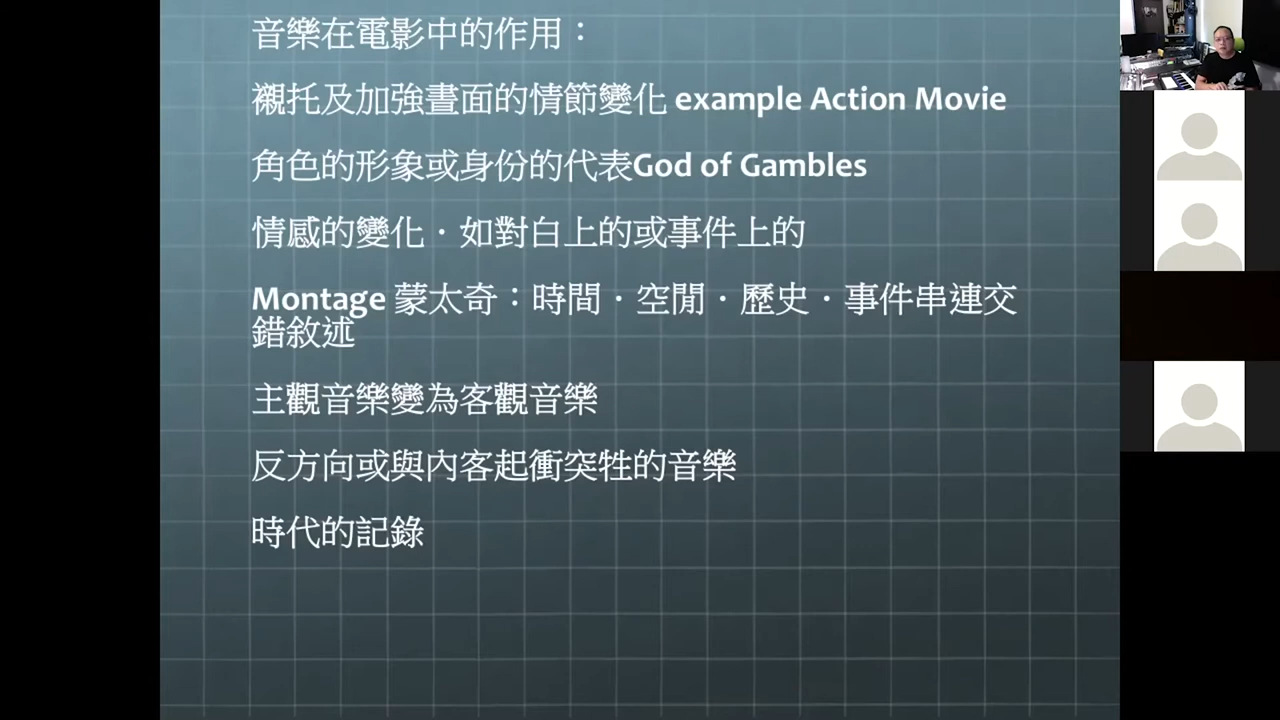 音樂在電影中的作用：
襯托及加強畫面的情節變化 example Action Movie
角色的形象或身份的代表God of Gambles
情感的變化．如對白上的或事件上的
Montage 蒙太奇：時間．空閒．歷史．事件串連交
錯敘述
主觀音樂變為客觀音樂
反方向或與內客起衝突牲的音樂
時代的記錄